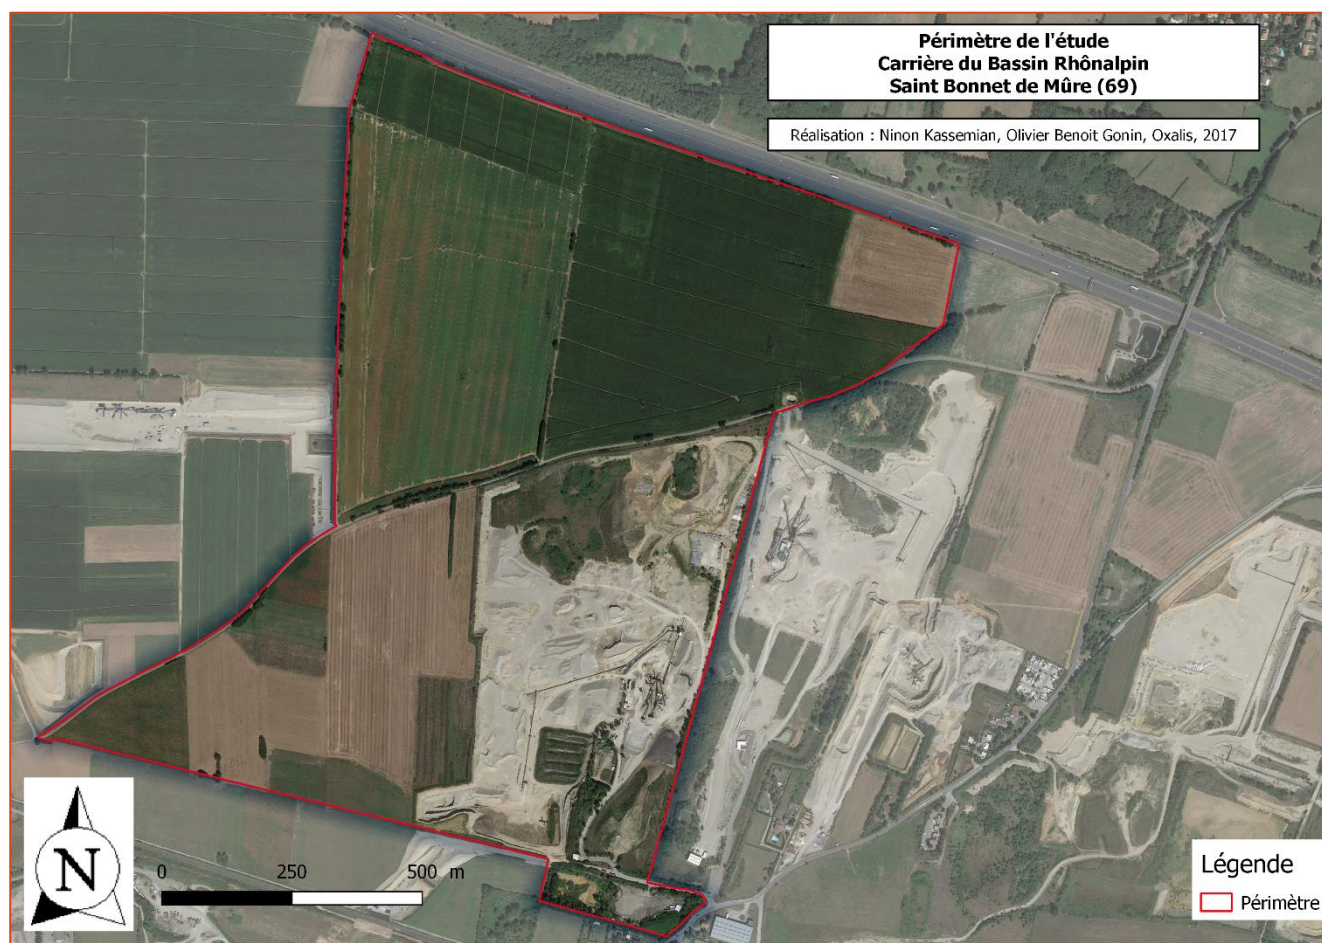 Périmètre de l'étude
Carrière du Bassin Rhônalpin
Saint Bonnet de Mûre (69)
Réalisation : Ninon Kassemian, Olivier Benoit Gonin, Oxalis, 2017
N
0 250 500 m
Légende
Périmètre